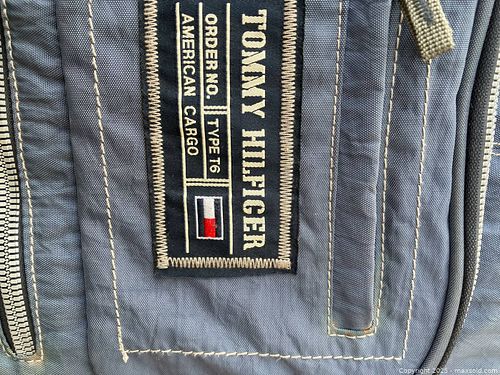 TOMMY HILFIGER
ORDER NO. TYPE T6
AMERICAN CARGO
Copyright 2025 - maxsold.com